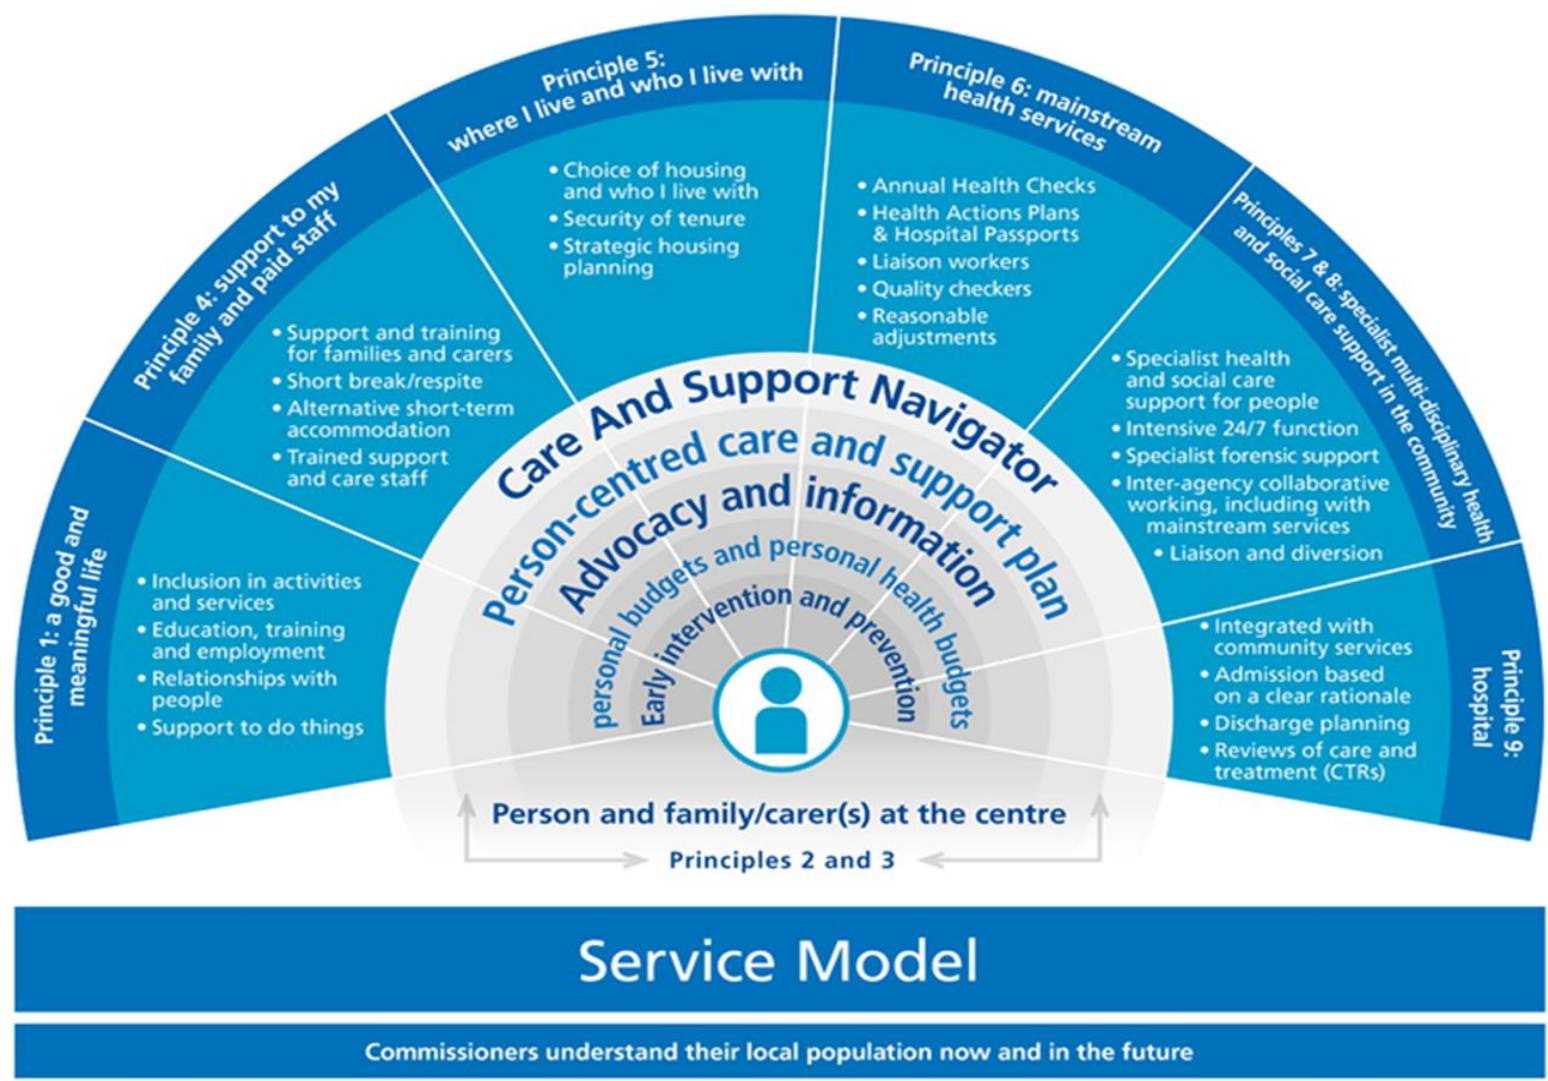 Principle 1: a good and
meaningful life
• Inclusion in activities
and services
• Education, training
and employment
• Relationships with
people
• Support to do things
Principle 4: support to my
family and paid staff
• Support and training
for families and carers
• Short break/respite
• Alternative short-term
accommodation
• Trained support
and care staff
Principle 5:
where I live and who I live with
• Choice of housing
and who I live with
• Security of tenure
• Strategic housing
planning
Principle 6: mainstream
health services
• Annual Health Checks
• Health Actions Plans
& Hospital Passports
• Liaison workers
• Quality checkers
• Reasonable
adjustments
Principles 7 & 8: specialist multi-disciplinary health
and social care support in the community
• Specialist health
and social care
support for people
• Intensive 24/7 function
• Specialist forensic support
• Inter-agency collaborative
working, including with
mainstream services
• Liaison and diversion
Principle 9:
hospital
• Integrated with
community services
• Admission based
on a clear rationale
• Discharge planning
• Reviews of care and
treatment (CTRs)
Care And Support Navigator
Person-centred care and support plan
Advocacy and information
personal budgets and personal health budgets
Early intervention and prevention
Person and family/carer(s) at the centre
Principles 2 and 3
Service Model
Commissioners understand their local population now and in the future